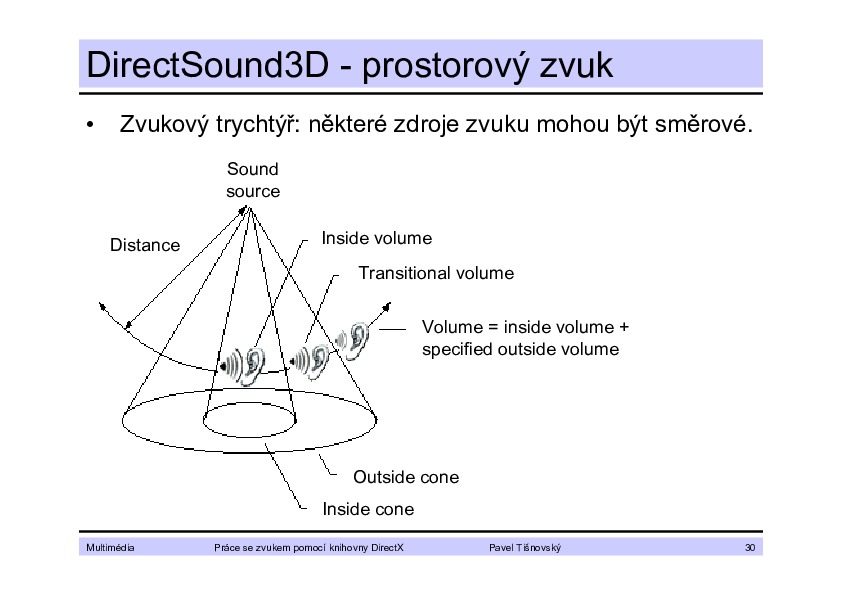 DirectSound3D - prostorový zvuk
• Zvukový trychtýř: některé zdroje zvuku mohou být směrové.
Sound
source
Distance
Inside volume
Transitional volume
Volume = inside volume +
specified outside volume
Outside cone
Inside cone
Multimédia Práce se zvukem pomocí knihovny DirectX Pavel Tišnovský 30